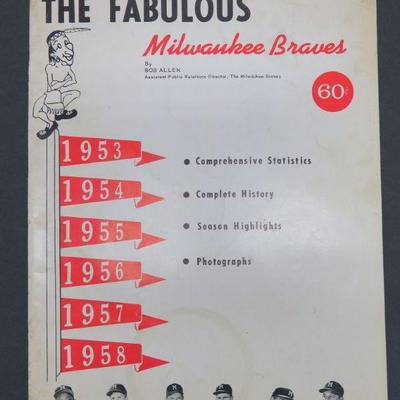 THE FABULOUS
Milwaukee Braves
By
BOB ALLEN
Assistant Public Relations Director, The Milwaukee Braves
60¢
1953
1954
1955
1956
1957
1958
• Comprehensive Statistics
• Complete History
• Season Highlights
• Photographs
M
M
M
M